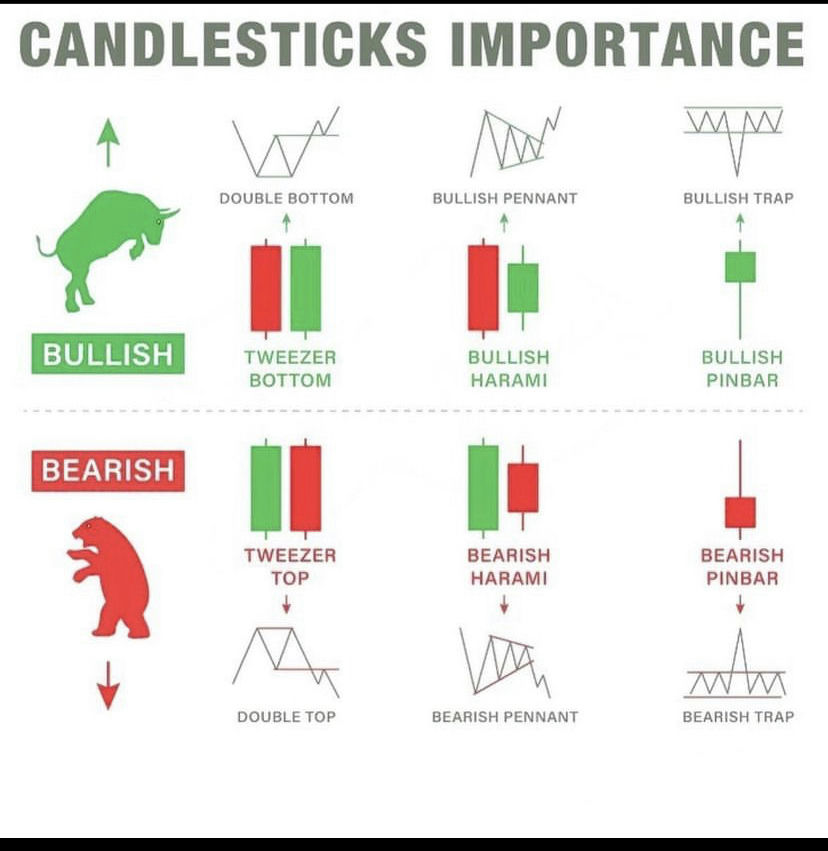 CANDLESTICKS IMPORTANCE
DOUBLE BOTTOM
BULLISH PENNANT
BULLISH TRAP
BULLISH
TWEEZER
BOTTOM
BULLISH
HARAMI
BULLISH
PINBAR
BEARISH
TWEEZER
TOP
BEARISH
HARAMI
BEARISH
PINBAR
DOUBLE TOP
BEARISH PENNANT
BEARISH TRAP